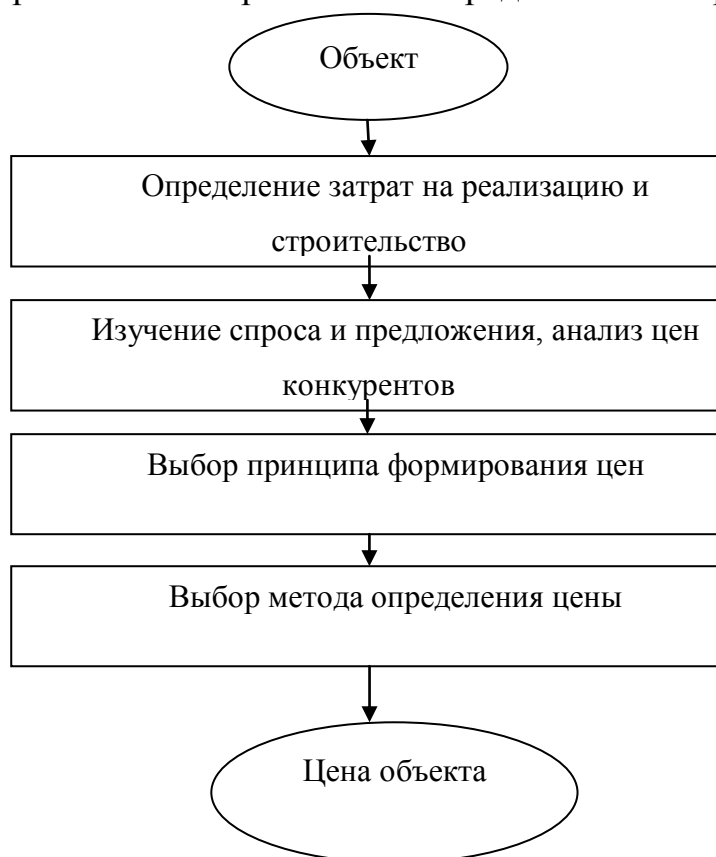 Объект
Определение затрат на реализацию и
строительство
Изучение спроса и предложения, анализ цен
конкурентов
Выбор принципа формирования цен
Выбор метода определения цены
Цена объекта